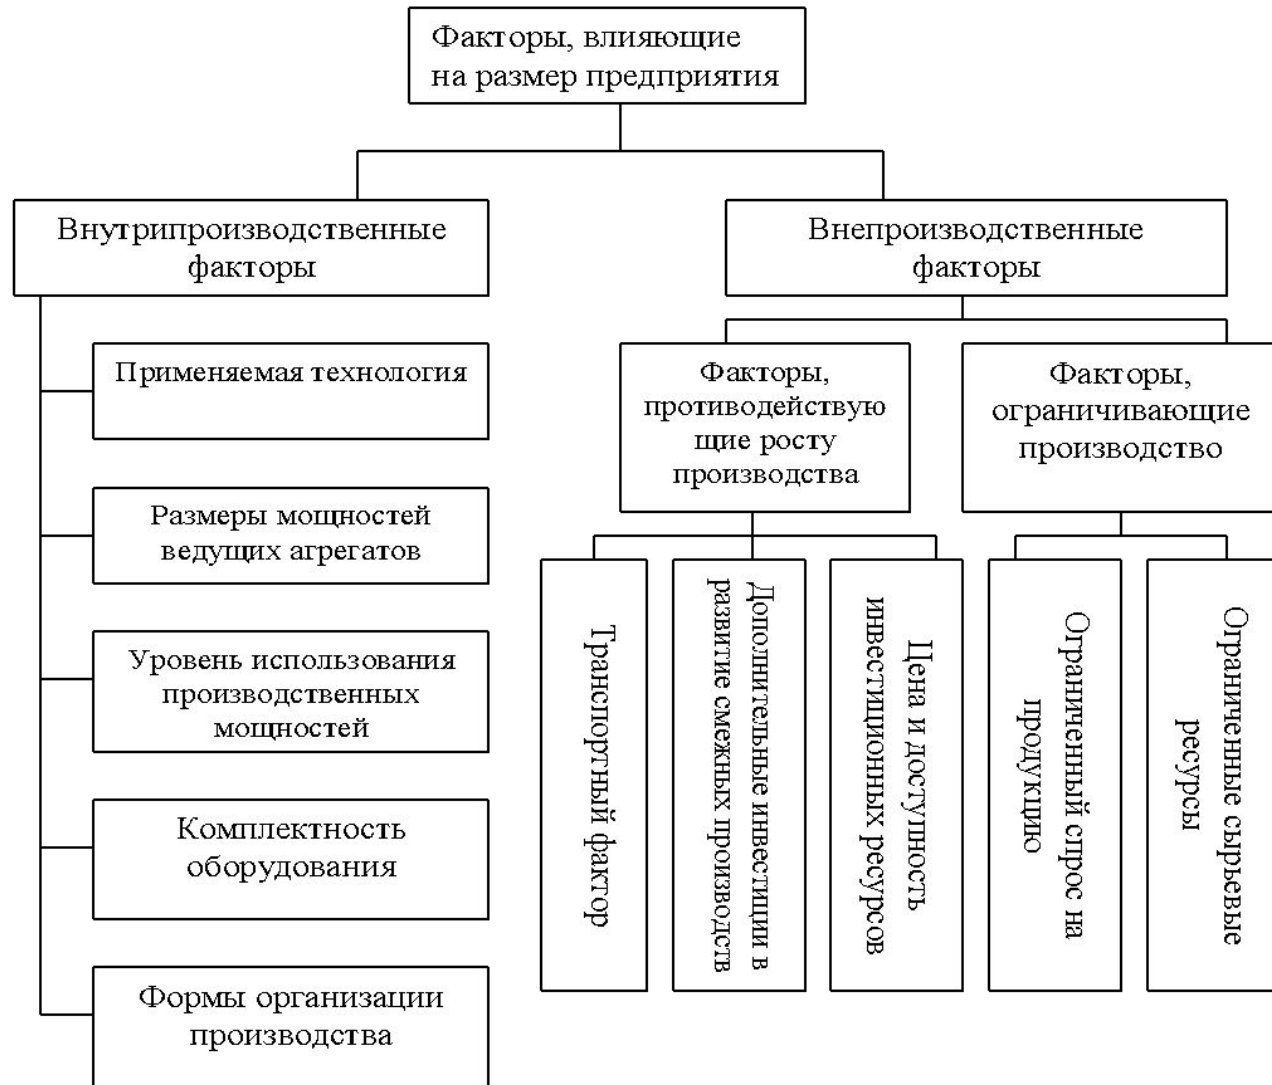 Факторы, влияющие
на размер предприятия
Внутрипроизводственные
факторы
Внепроизводственные
факторы
Применяемая технология
Размеры мощностей
ведущих агрегатов
Уровень использования
производственных
мощностей
Комплектность
оборудования
Формы организации
производства
Факторы,
противодействую
щие росту
производства
Факторы,
ограничивающие
производство
Транспортный фактор
Дополнительные инвестиции в
развитие смежных производств
Цена и доступность
инвестиционных ресурсов
Ограниченный спрос на
продукцию
Ограниченные сырьевые
ресурсы